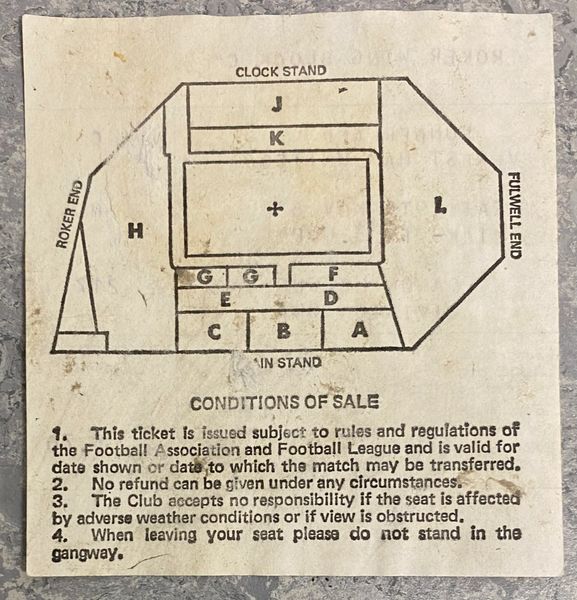 CLOCK STAND
J
K
ROKER END
H
L
FULWELL END
G G F
E D
C B A
IN STAND
CONDITIONS OF SALE
1. This ticket is issued subject to rules and regulations of
the Football Association and Football League and is valid for
date shown or date to which the match may be transferred.
2. No refund can be given under any circumstances.
3. The Club accepts no responsibility if the seat is affected
by adverse weather conditions or if view is obstructed.
4. When leaving your seat please do not stand in the
gangway.